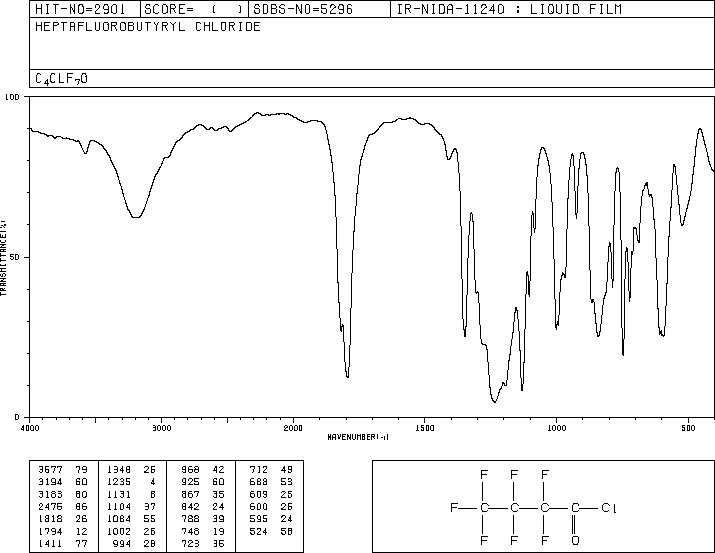 HIT-NO=2901 SCORE= ( ) SDBS-NO=5296 IR-NIDA-11240 : LIQUID FILM
HEPTAFLUOROBUTYRYL CHLORIDE
C4CLF7O
100
50
0
TRANSMITTANCE(%)
4000 3000 2000 1500 1000 500
WAVENUMBER(-1)
3577 79 1348 25 968 42 712 49
3194 60 1235 4 925 60 688 53
3183 60 1131 8 867 35 609 25
2475 86 1104 37 842 24 600 25
1818 26 1084 55 788 39 595 24
1794 12 1002 26 748 19 524 58
1411 77 994 28 723 35
F F F
F C C C C Cl
F F F O